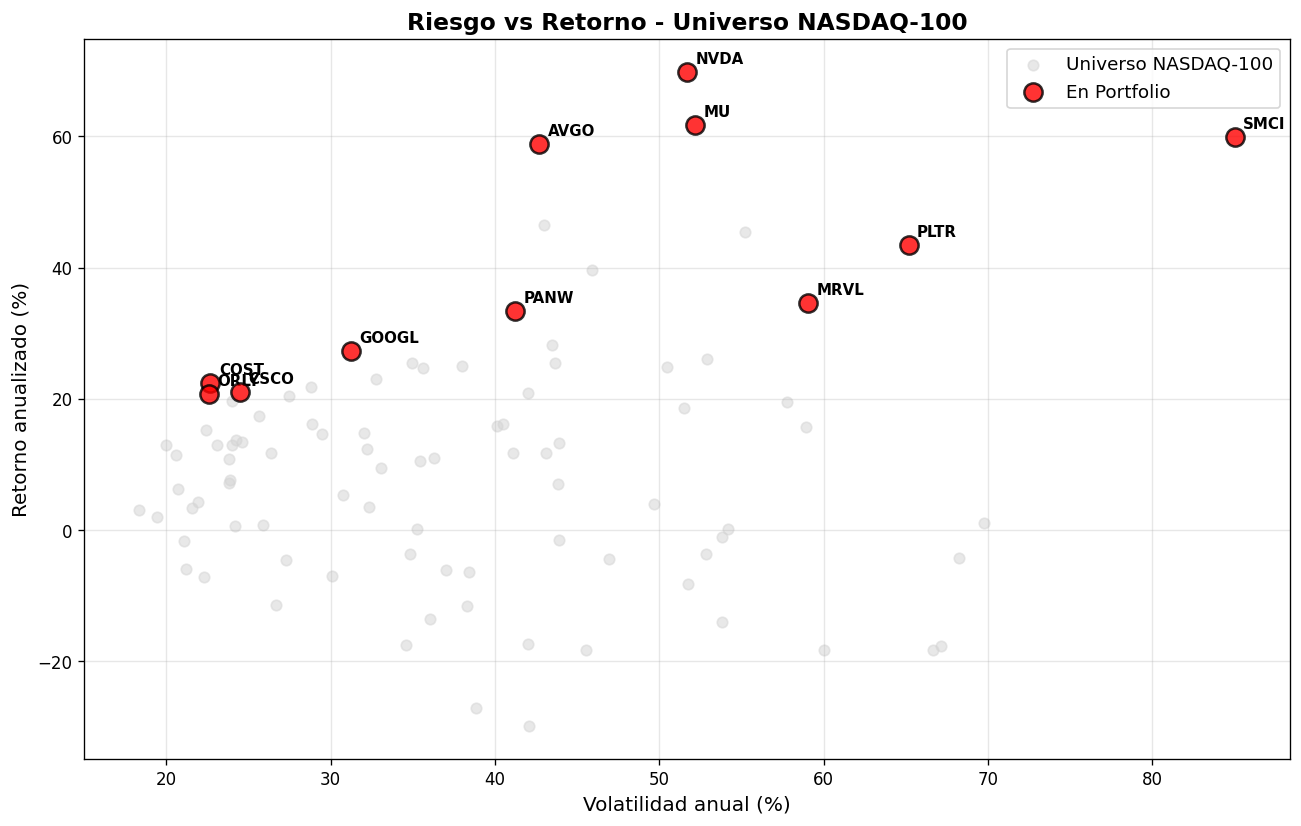 Riesgo vs Retorno - Universo NASDAQ-100
Universo NASDAQ-100
En Portfolio
NVDA
MU
SMCI
AVGO
PLTR
MRVL
PANW
GOOGL
COST
ORLY
CSCO
60
40
20
0
−20
Retorno anualizado (%)
20
30
40
50
60
70
80
Volatilidad anual (%)